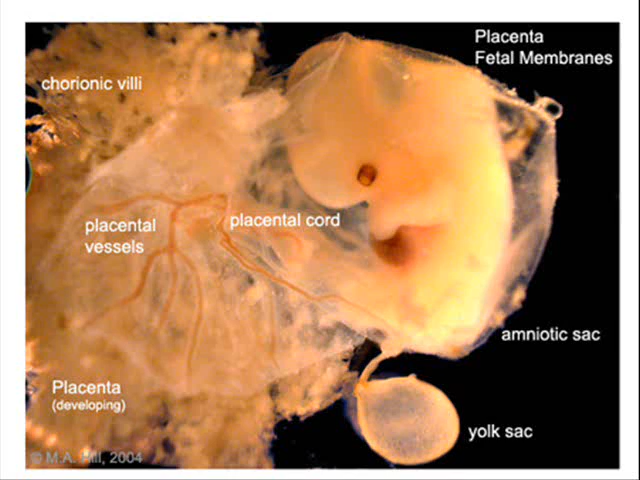 Placenta
Fetal Membranes
chorionic villi
placental cord
placental
vessels
amniotic sac
Placenta
(developing)
yolk sac
© M.A. Hill, 2004